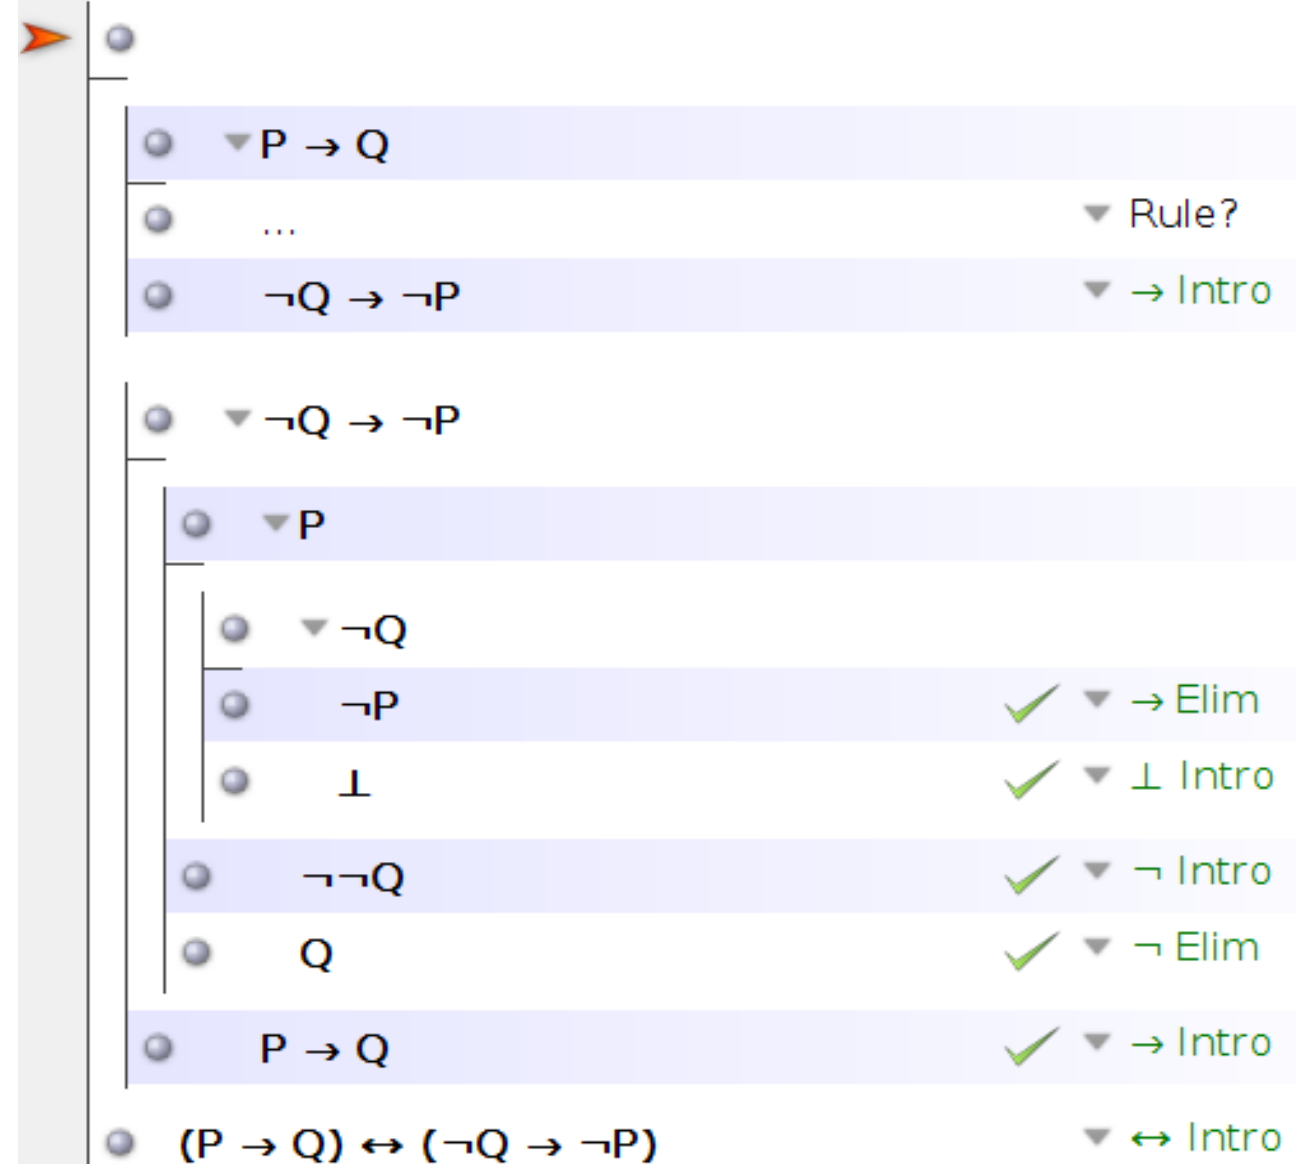 P → Q
... Rule?
¬Q → ¬P → Intro
¬Q → ¬P
P
¬Q
¬P → Elim
⊥ ⊥ Intro
¬¬Q ¬ Intro
Q ¬ Elim
P → Q → Intro
(P → Q) ↔ (¬Q → ¬P) ↔ Intro